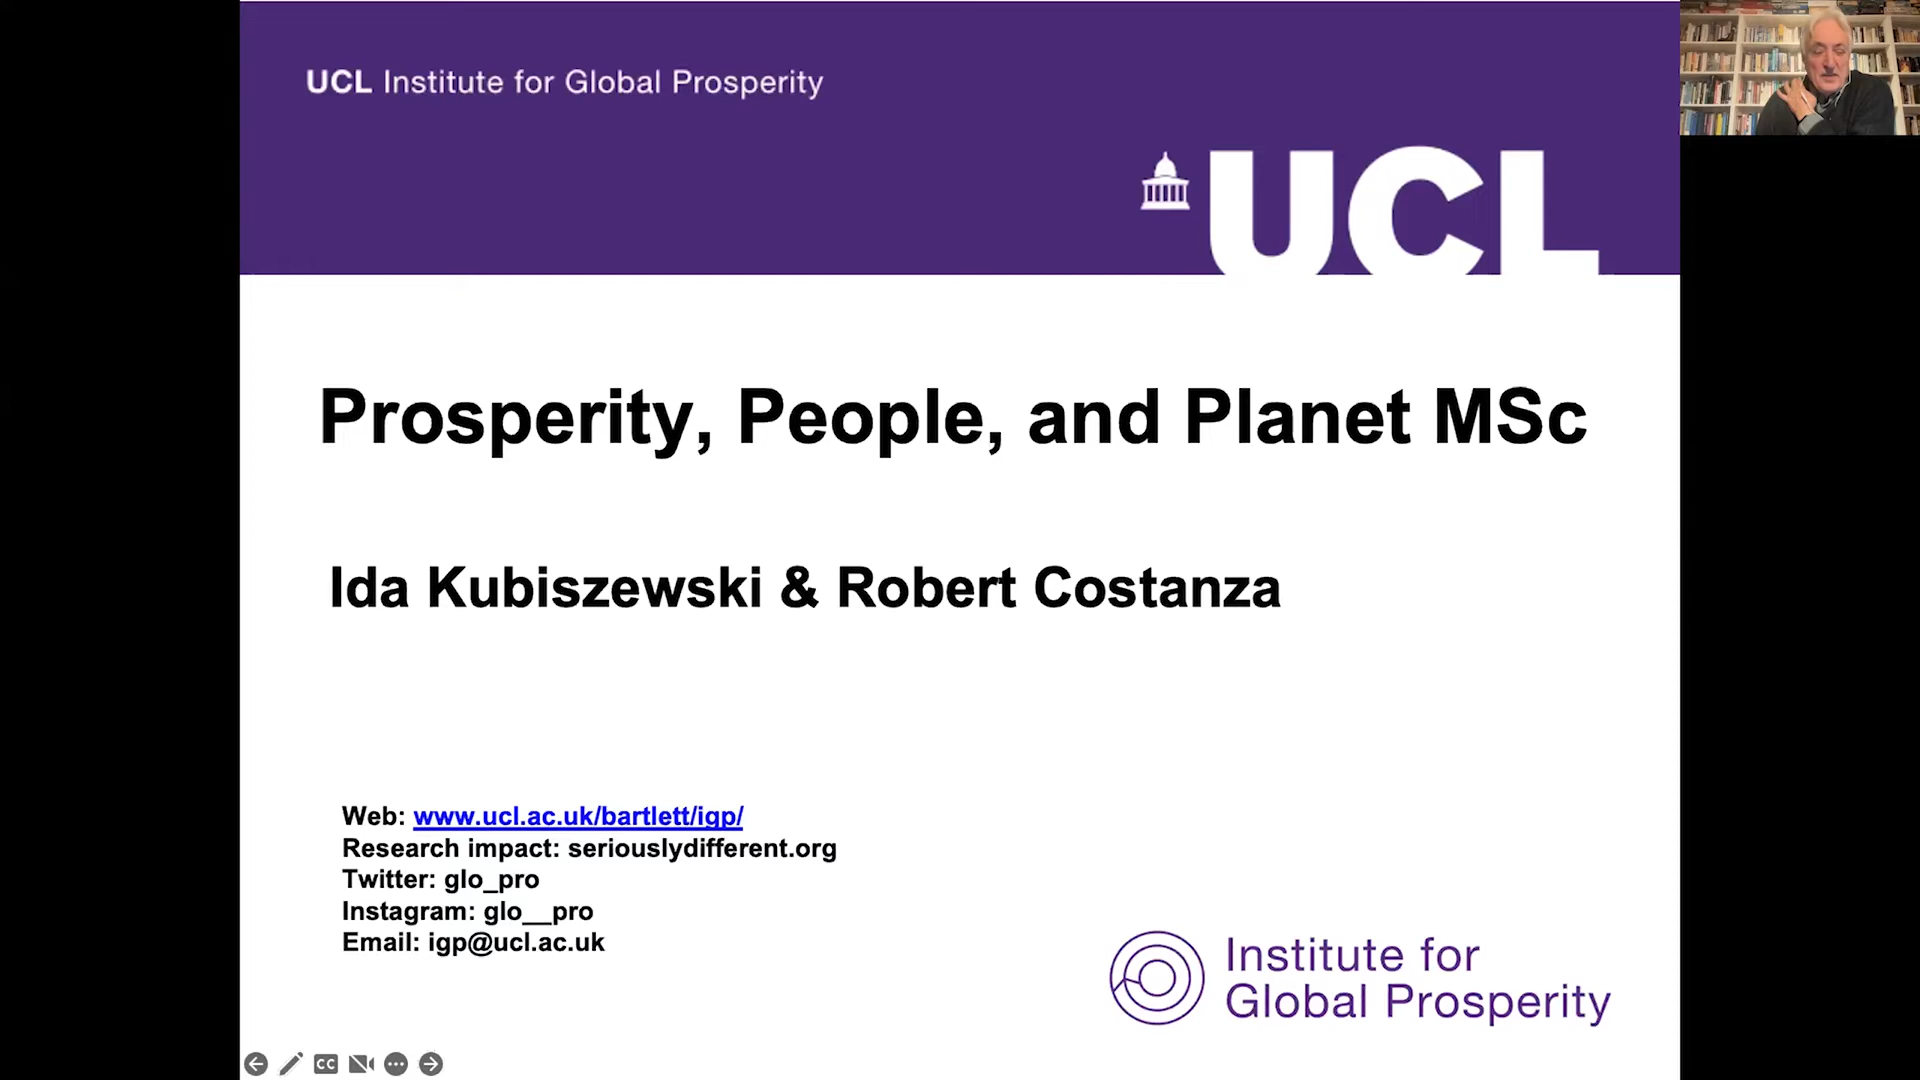 UCL Institute for Global Prosperity
UCL
Prosperity, People, and Planet MSc
Ida Kubiszewski & Robert Costanza
Web: www.ucl.ac.uk/bartlett/igp/
Research impact: seriouslydifferent.org
Twitter: glo_pro
Instagram: glo__pro
Email: igp@ucl.ac.uk
Institute for
Global Prosperity
CC